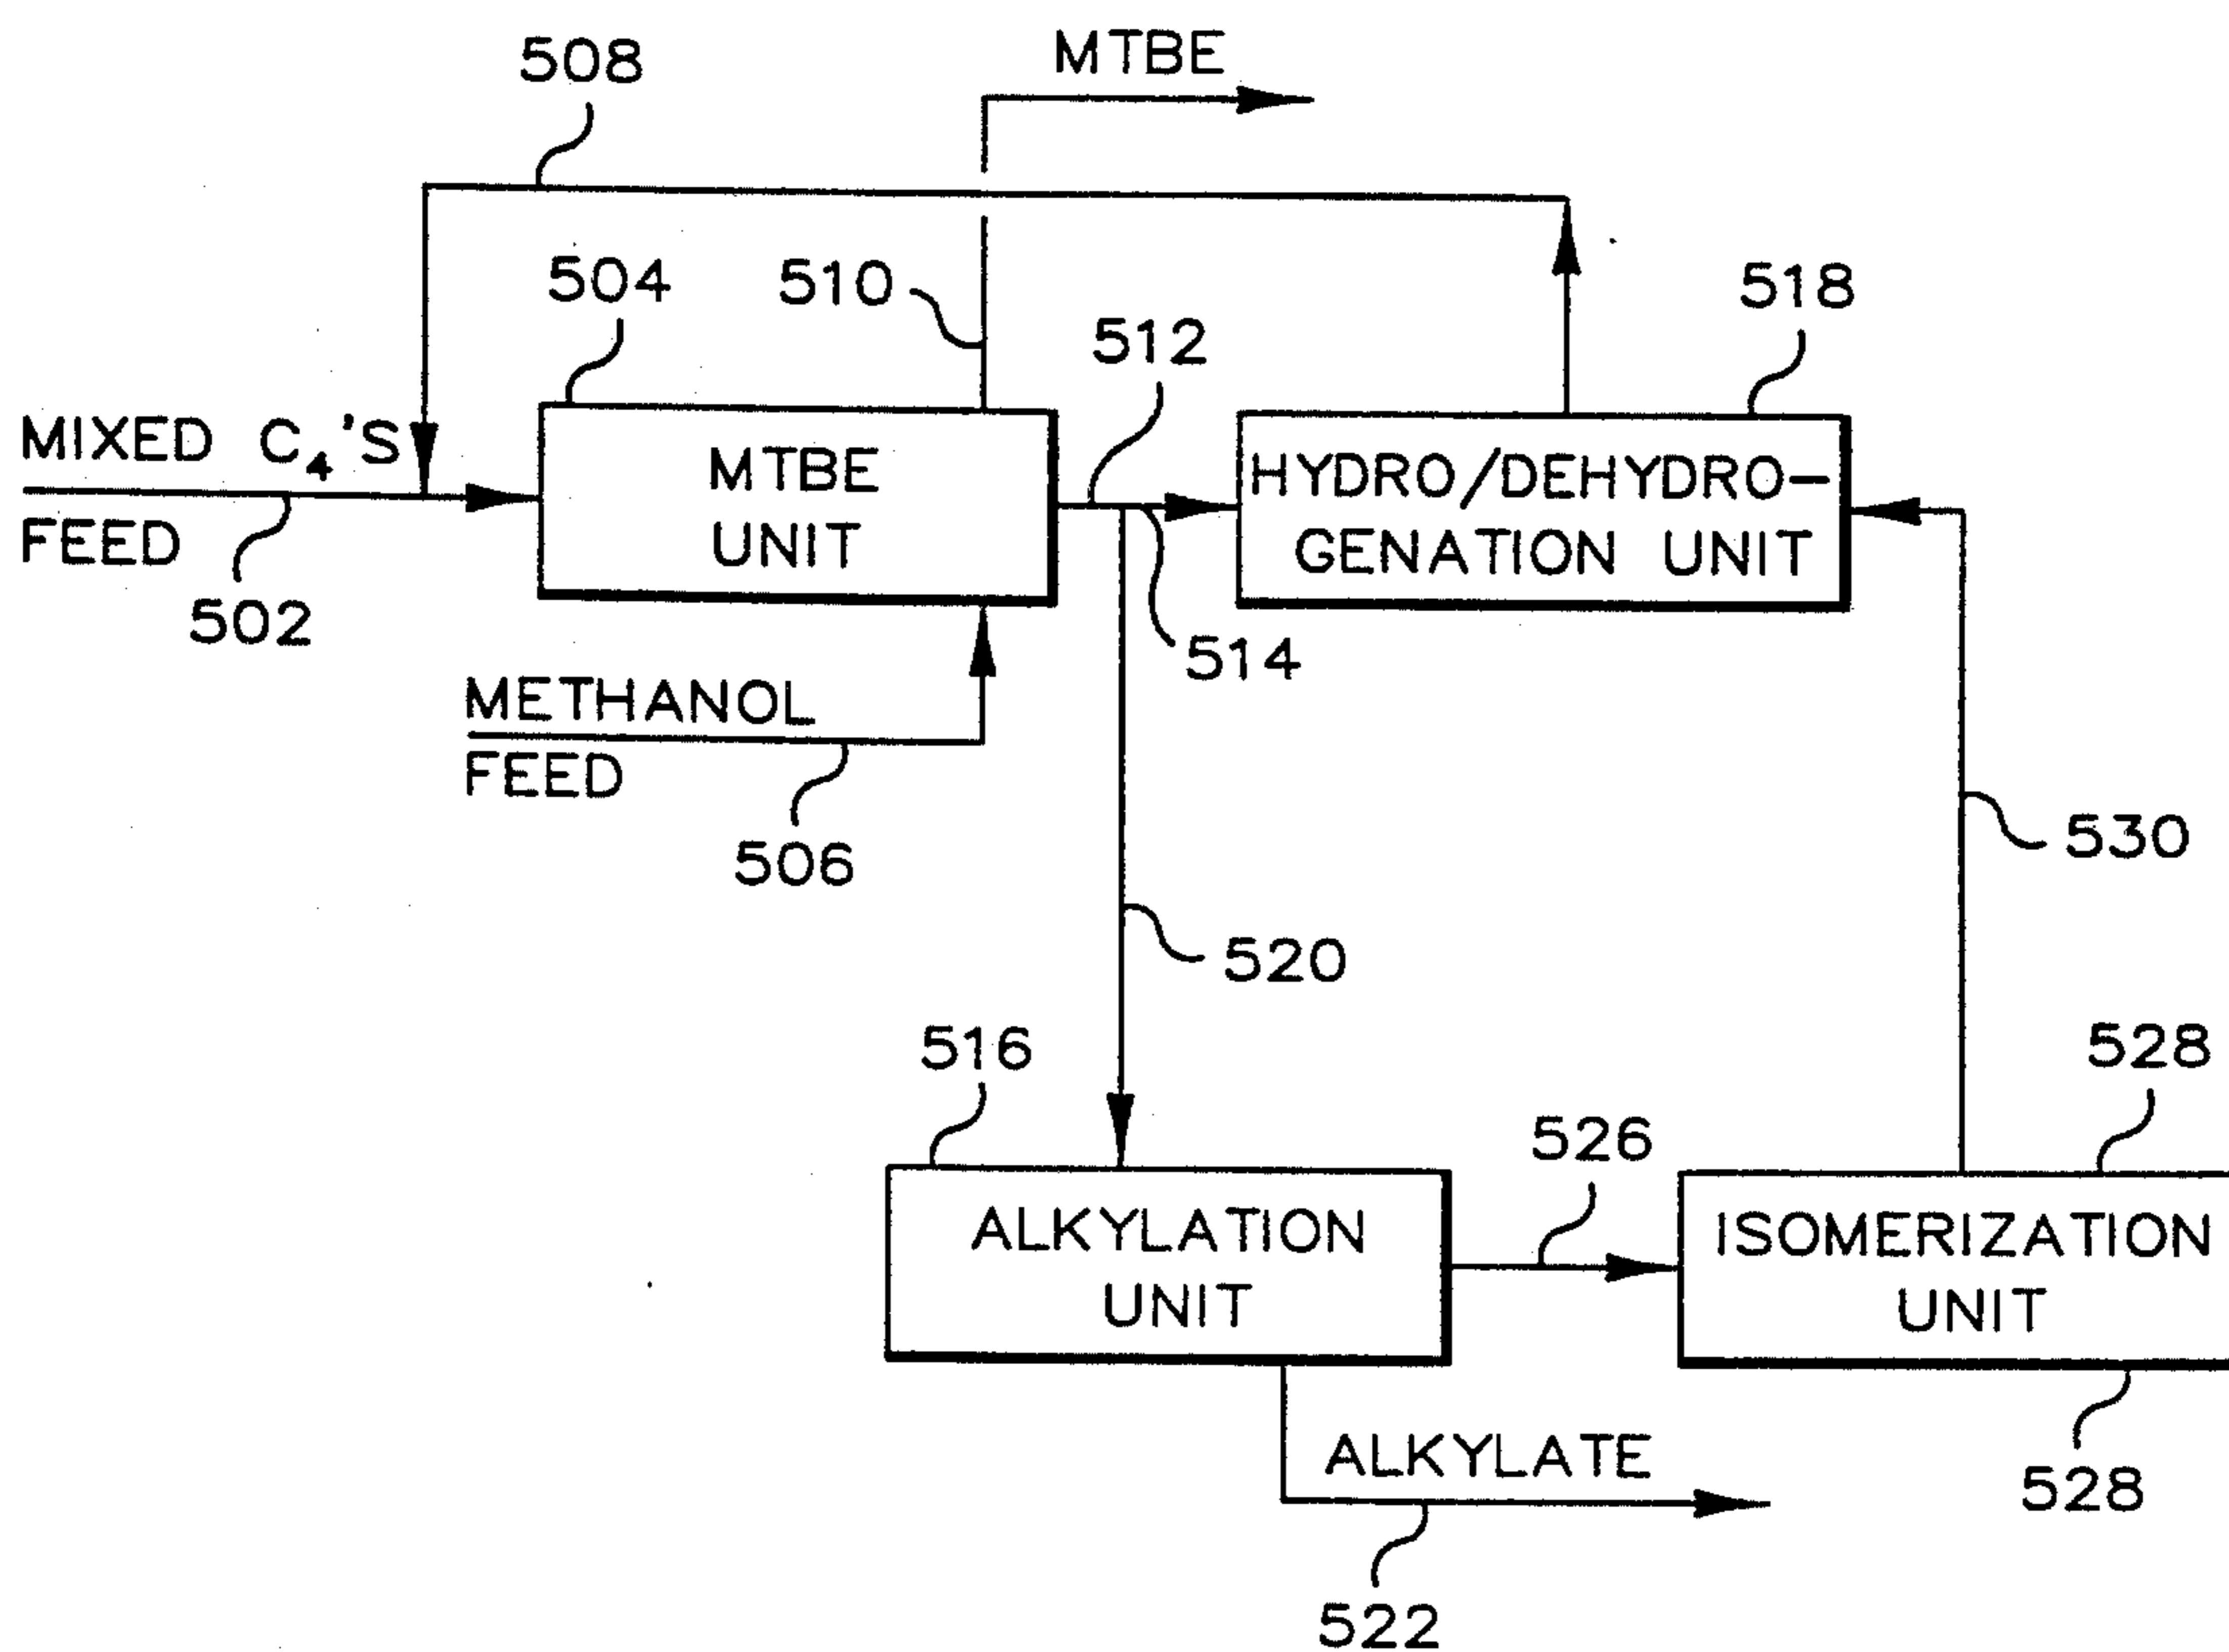 508
MTBE
504
510
512
518
MIXED C₄'S
FEED
502
MTBE
UNIT
HYDRO/DEHYDRO-
GENATION UNIT
514
METHANOL
FEED
506
530
520
516
526
528
ALKYLATION
UNIT
ISOMERIZATION
UNIT
ALKYLATE
528
522